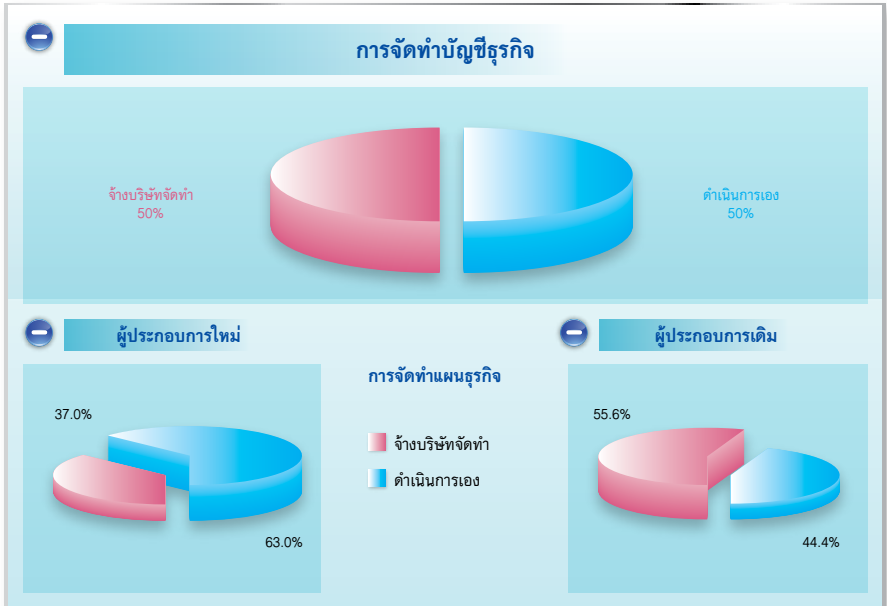 การจัดทำบัญชีธุรกิจ
จ้างบริษัทจัดทำ
50%
ดำเนินการเอง
50%
ผู้ประกอบการใหม่
37.0%
63.0%
การจัดทำแผนธุรกิจ
จ้างบริษัทจัดทำ
ดำเนินการเอง
ผู้ประกอบการเดิม
55.6%
44.4%